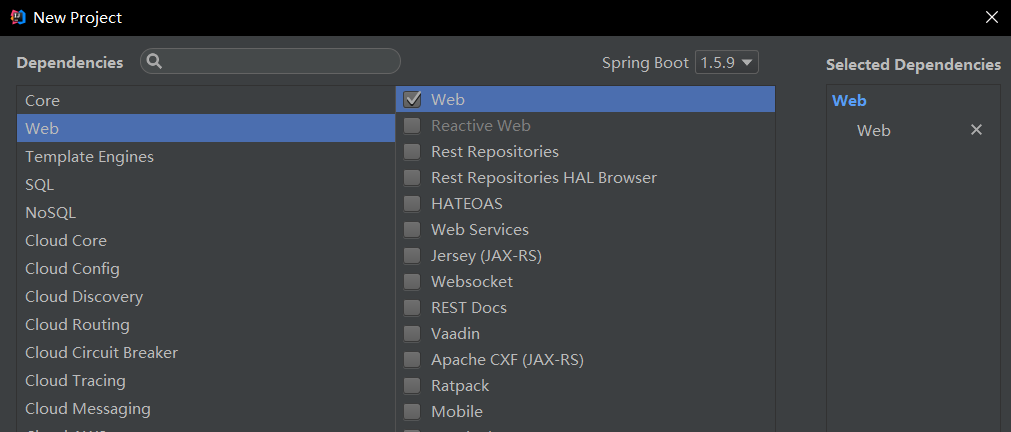 New Project
Dependencies
Spring Boot 1.5.9
Selected Dependencies
Core
Web
Template Engines
SQL
NoSQL
Cloud Core
Cloud Config
Cloud Discovery
Cloud Routing
Cloud Circuit Breaker
Cloud Tracing
Cloud Messaging
Web
Reactive Web
Rest Repositories
Rest Repositories HAL Browser
HATEOAS
Web Services
Jersey (JAX-RS)
Websocket
REST Docs
Vaadin
Apache CXF (JAX-RS)
Ratpack
Mobile
Web
Web